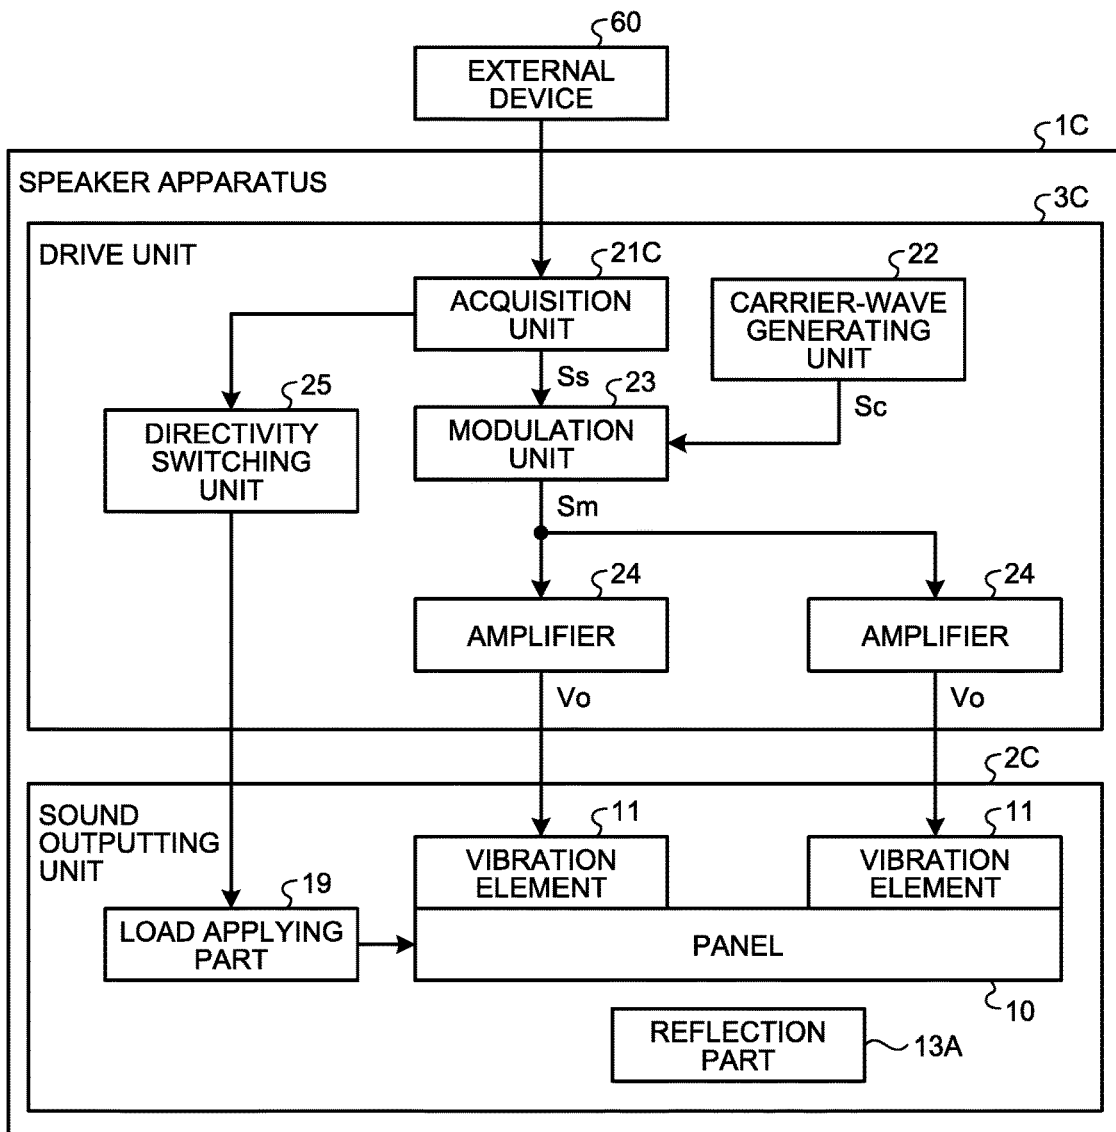 60
EXTERNAL
DEVICE
1C
SPEAKER APPARATUS
3C
DRIVE UNIT
21C
22
ACQUISITION
UNIT
CARRIER-WAVE
GENERATING
UNIT
Ss
Sc
25
23
DIRECTIVITY
SWITCHING
UNIT
MODULATION
UNIT
Sm
24
24
AMPLIFIER
AMPLIFIER
Vo
Vo
2C
SOUND
OUTPUTTING
UNIT
11
11
VIBRATION
ELEMENT
VIBRATION
ELEMENT
19
LOAD APPLYING
PART
PANEL
10
REFLECTION
PART
13A